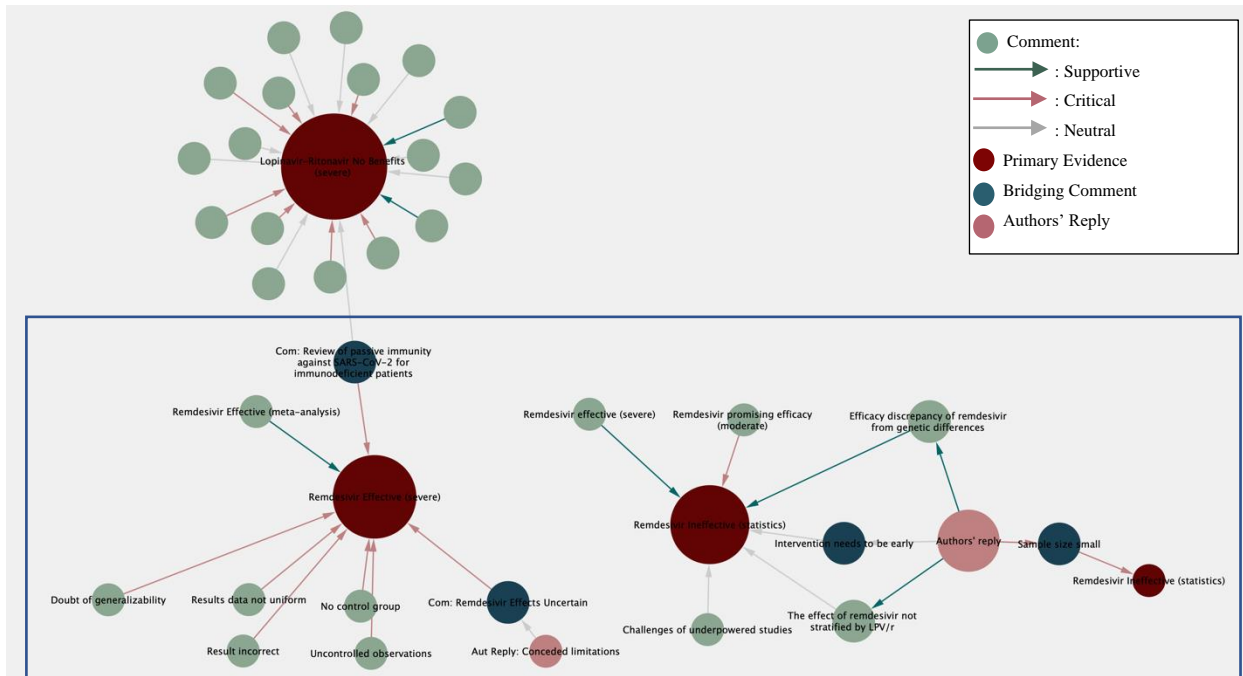 Comment:
: Supportive
: Critical
: Neutral
Primary Evidence
Bridging Comment
Authors' Reply
Lopinavir-Ritonavir No Benefits
(severe)
Com: Review of passive immunity
against SARS-CoV-2 for
immunodeficient patients
Remdesivir Effective (meta-analysis)
Remdesivir Effective (severe)
Doubt of generalizability
Results data not uniform
No control group
Com: Remdesivir Effects Uncertain
Result incorrect
Uncontrolled observations
Aut Reply: Conceded limitations
Remdesivir effective (severe)
Remdesivir promising efficacy
(moderate)
Efficacy discrepancy of remdesivir
from genetic differences
Remdesivir Ineffective (statistics)
Intervention needs to be early
Authors' reply
Sample size small
Remdesivir Ineffective (statistics)
Challenges of underpowered studies
The effect of remdesivir not
stratified by LPV/r